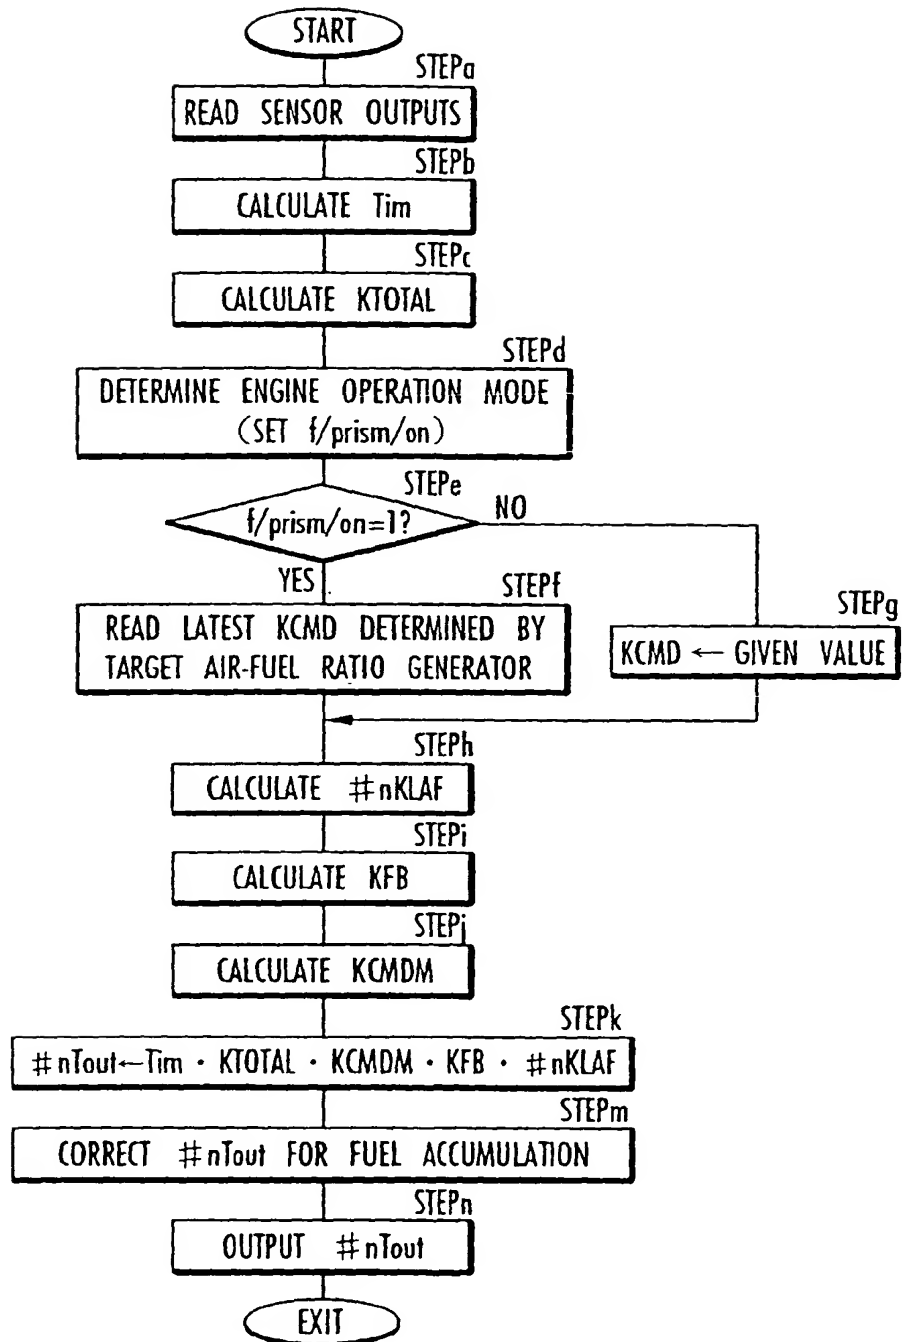 START
STEPa
READ SENSOR OUTPUTS
STEPb
CALCULATE Tim
STEPc
CALCULATE KTOTAL
STEPd
DETERMINE ENGINE OPERATION MODE
(SET f/prism/on)
STEPe
f/prism/on=1?
NO
YES
STEPf
READ LATEST KCMD DETERMINED BY
TARGET AIR-FUEL RATIO GENERATOR
STEPg
KCMD ← GIVEN VALUE
STEPh
CALCULATE #nKLAF
STEPi
CALCULATE KFB
STEPj
CALCULATE KCMDM
STEPk
#nTout←Tim · KTOTAL · KCMDM · KFB · #nKLAF
STEPm
CORRECT #nTout FOR FUEL ACCUMULATION
STEPn
OUTPUT #nTout
EXIT